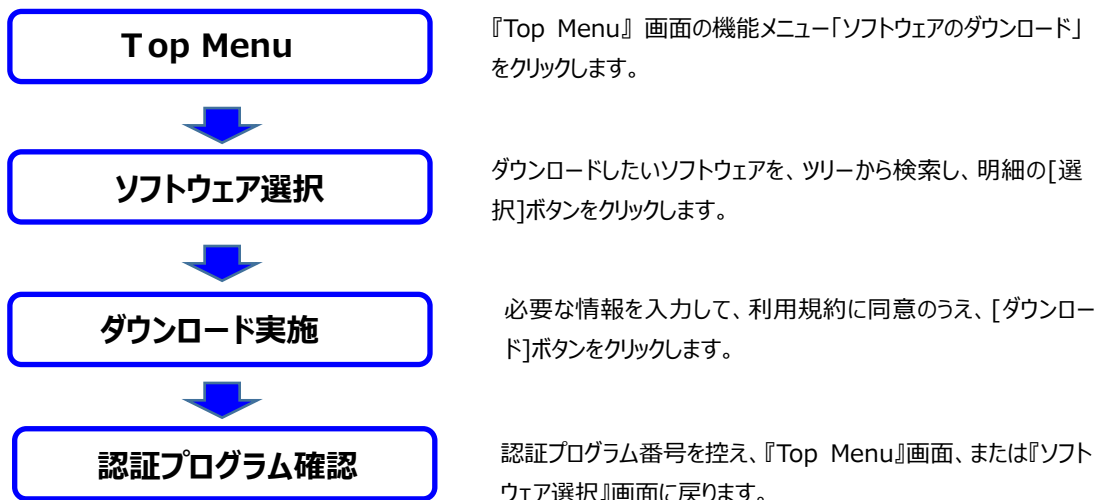 Top Menu
『Top Menu』 画面の機能メニュー「ソフトウェアのダウンロード」
をクリックします。
ソフトウェア選択
ダウンロードしたいソフトウェアを、ツリーから検索し、明細の[選
択]ボタンをクリックします。
ダウンロード実施
必要な情報を入力して、利用規約に同意のうえ、[ダウンロー
ド]ボタンをクリックします。
認証プログラム確認
認証プログラム番号を控え、『Top Menu』画面、または『ソフト
ウェア選択』画面に戻ります。